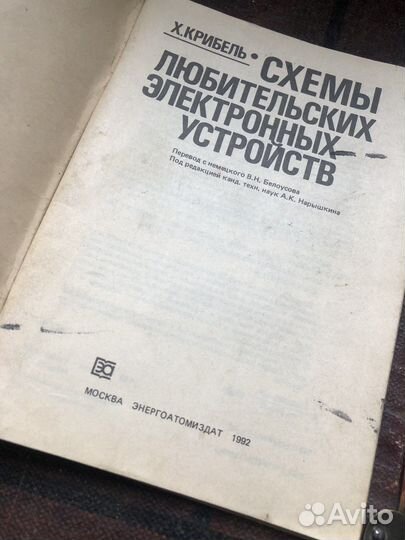 Х.КРИБЕЛЬ • СХЕМЫ
ЛЮБИТЕЛЬСКИХ
ЭЛЕКТРОННЫХ
УСТРОЙСТВ
Перевод с немецкого В.Н. Белоусова
Под редакцией канд. техн. наук А.К. Нарышкина
МОСКВА ЭНЕРГОАТОМИЗДАТ 1992
Avito